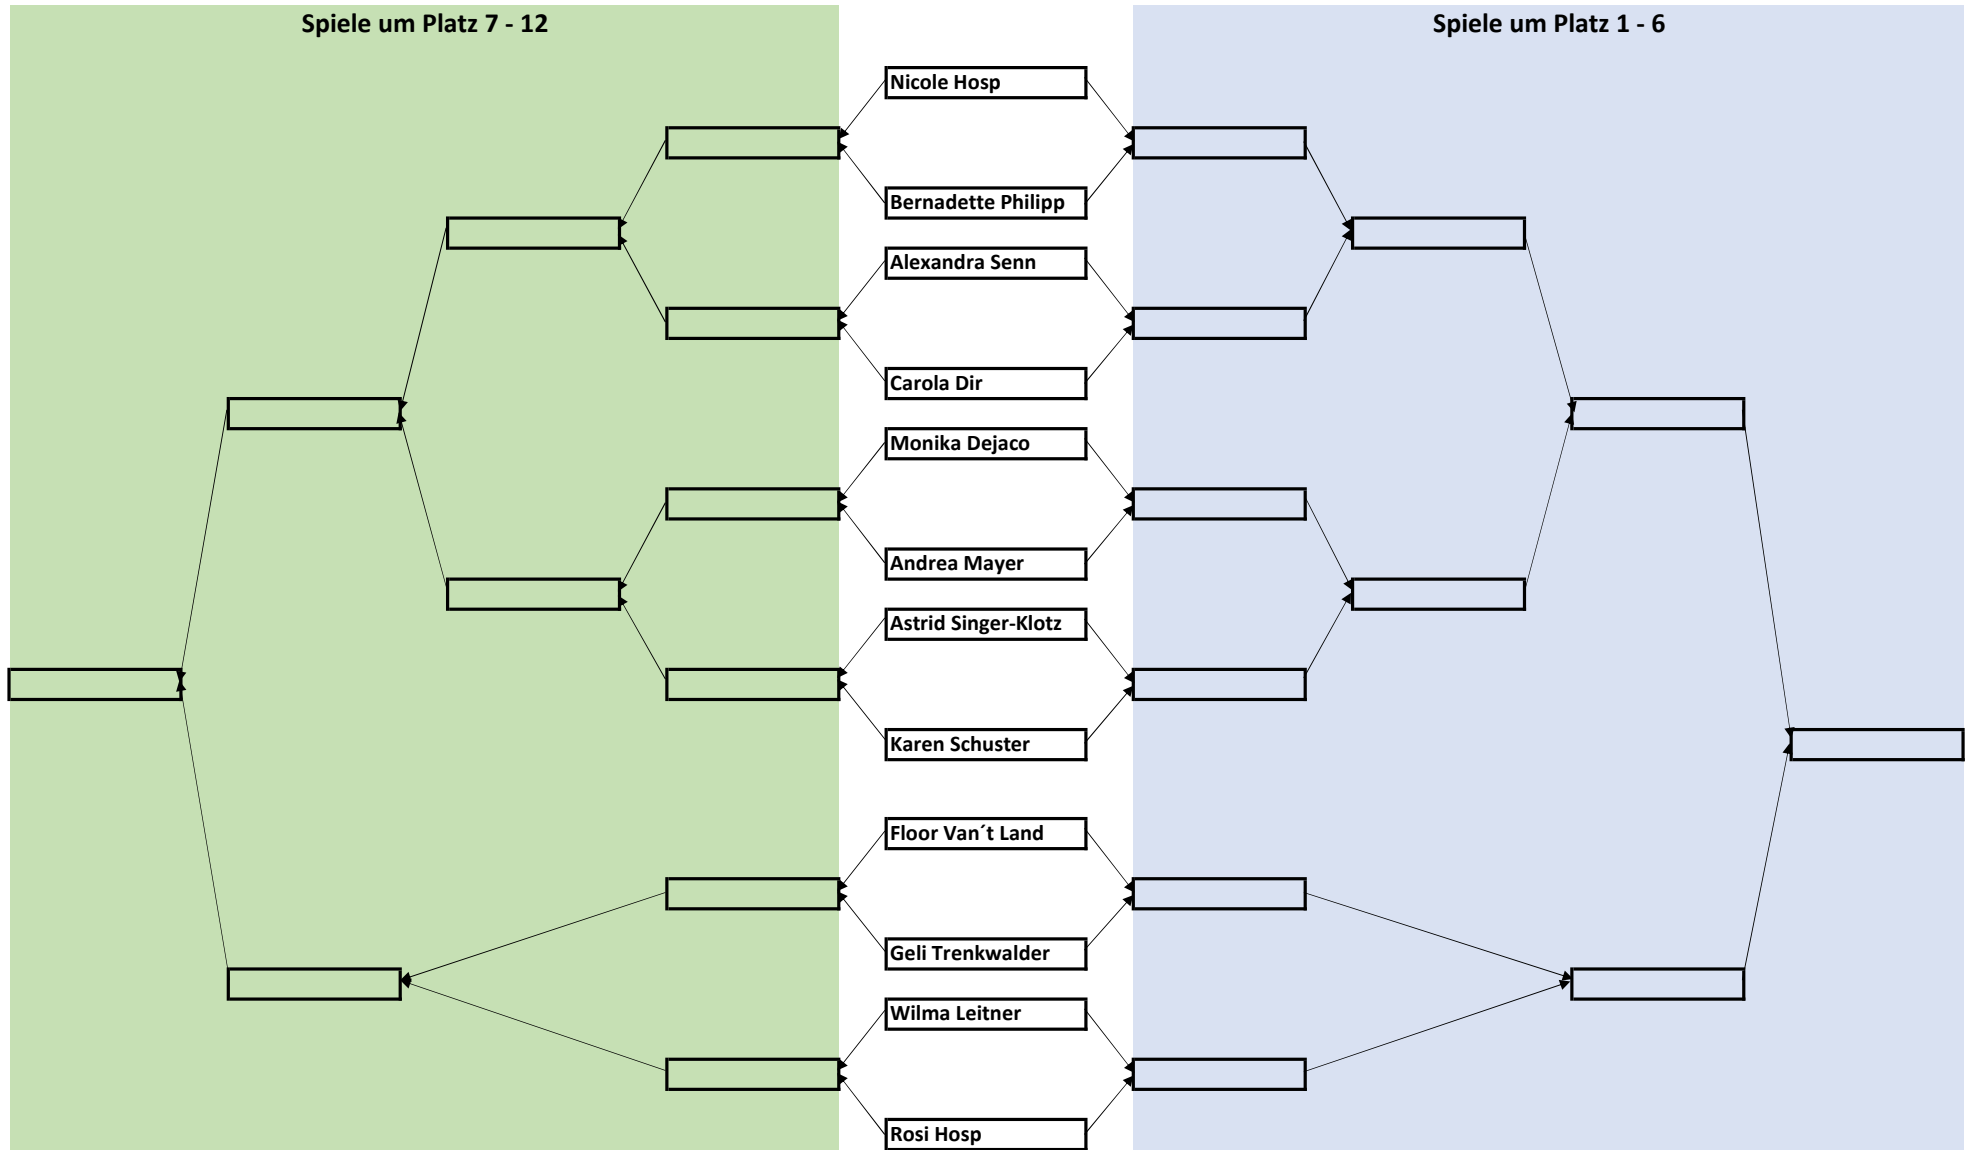 Spiele um Platz 7 - 12
Spiele um Platz 1 - 6
Nicole Hosp
Bernadette Philipp
Alexandra Senn
Carola Dir
Monika Dejaco
Andrea Mayer
Astrid Singer-Klotz
Karen Schuster
Floor Van´t Land
Geli Trenkwalder
Wilma Leitner
Rosi Hosp